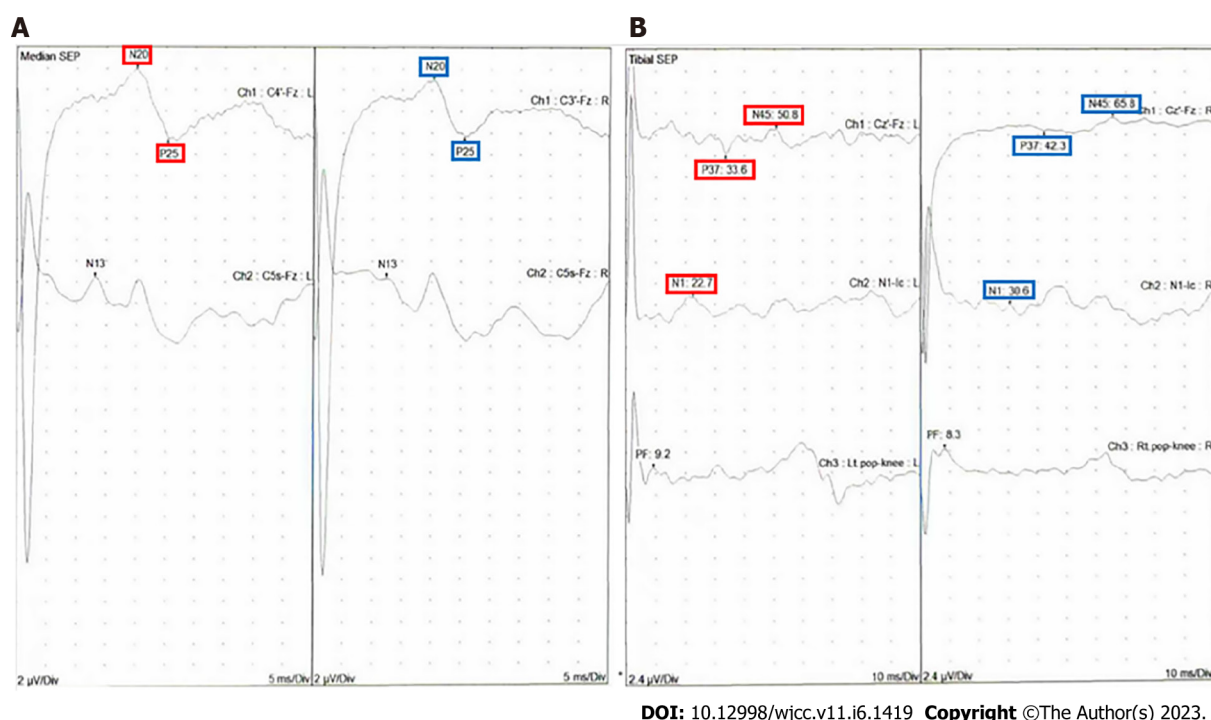 A
B
Median SEP
N20
Ch1 : C4'-Fz : L
P25
N13
Ch2 : C5s-Fz : L
2 µV/Div
5 ms/Div
N20
Ch1 : C3'-Fz : R
P25
N13
Ch2 : C5s-Fz : R
2 µV/Div
5 ms/Div
Tibial SEP
N45: 50.8
Ch1 : Cz'-Fz : L
P37: 33.6
N1: 22.7
Ch2 : N1-Ic : L
PF: 9.2
Ch3 : Lt pop-knee : L
2.4 µV/Div
10 ms/Div
N45: 65.8
Ch1 : Cz'-Fz : R
P37: 42.3
N1: 30.6
Ch2 : N1-Ic : R
PF: 8.3
Ch3 : Rt pop-knee : R
2.4 µV/Div
10 ms/Div
DOI: 10.12998/wjcc.v11.i6.1419 Copyright ©The Author(s) 2023.